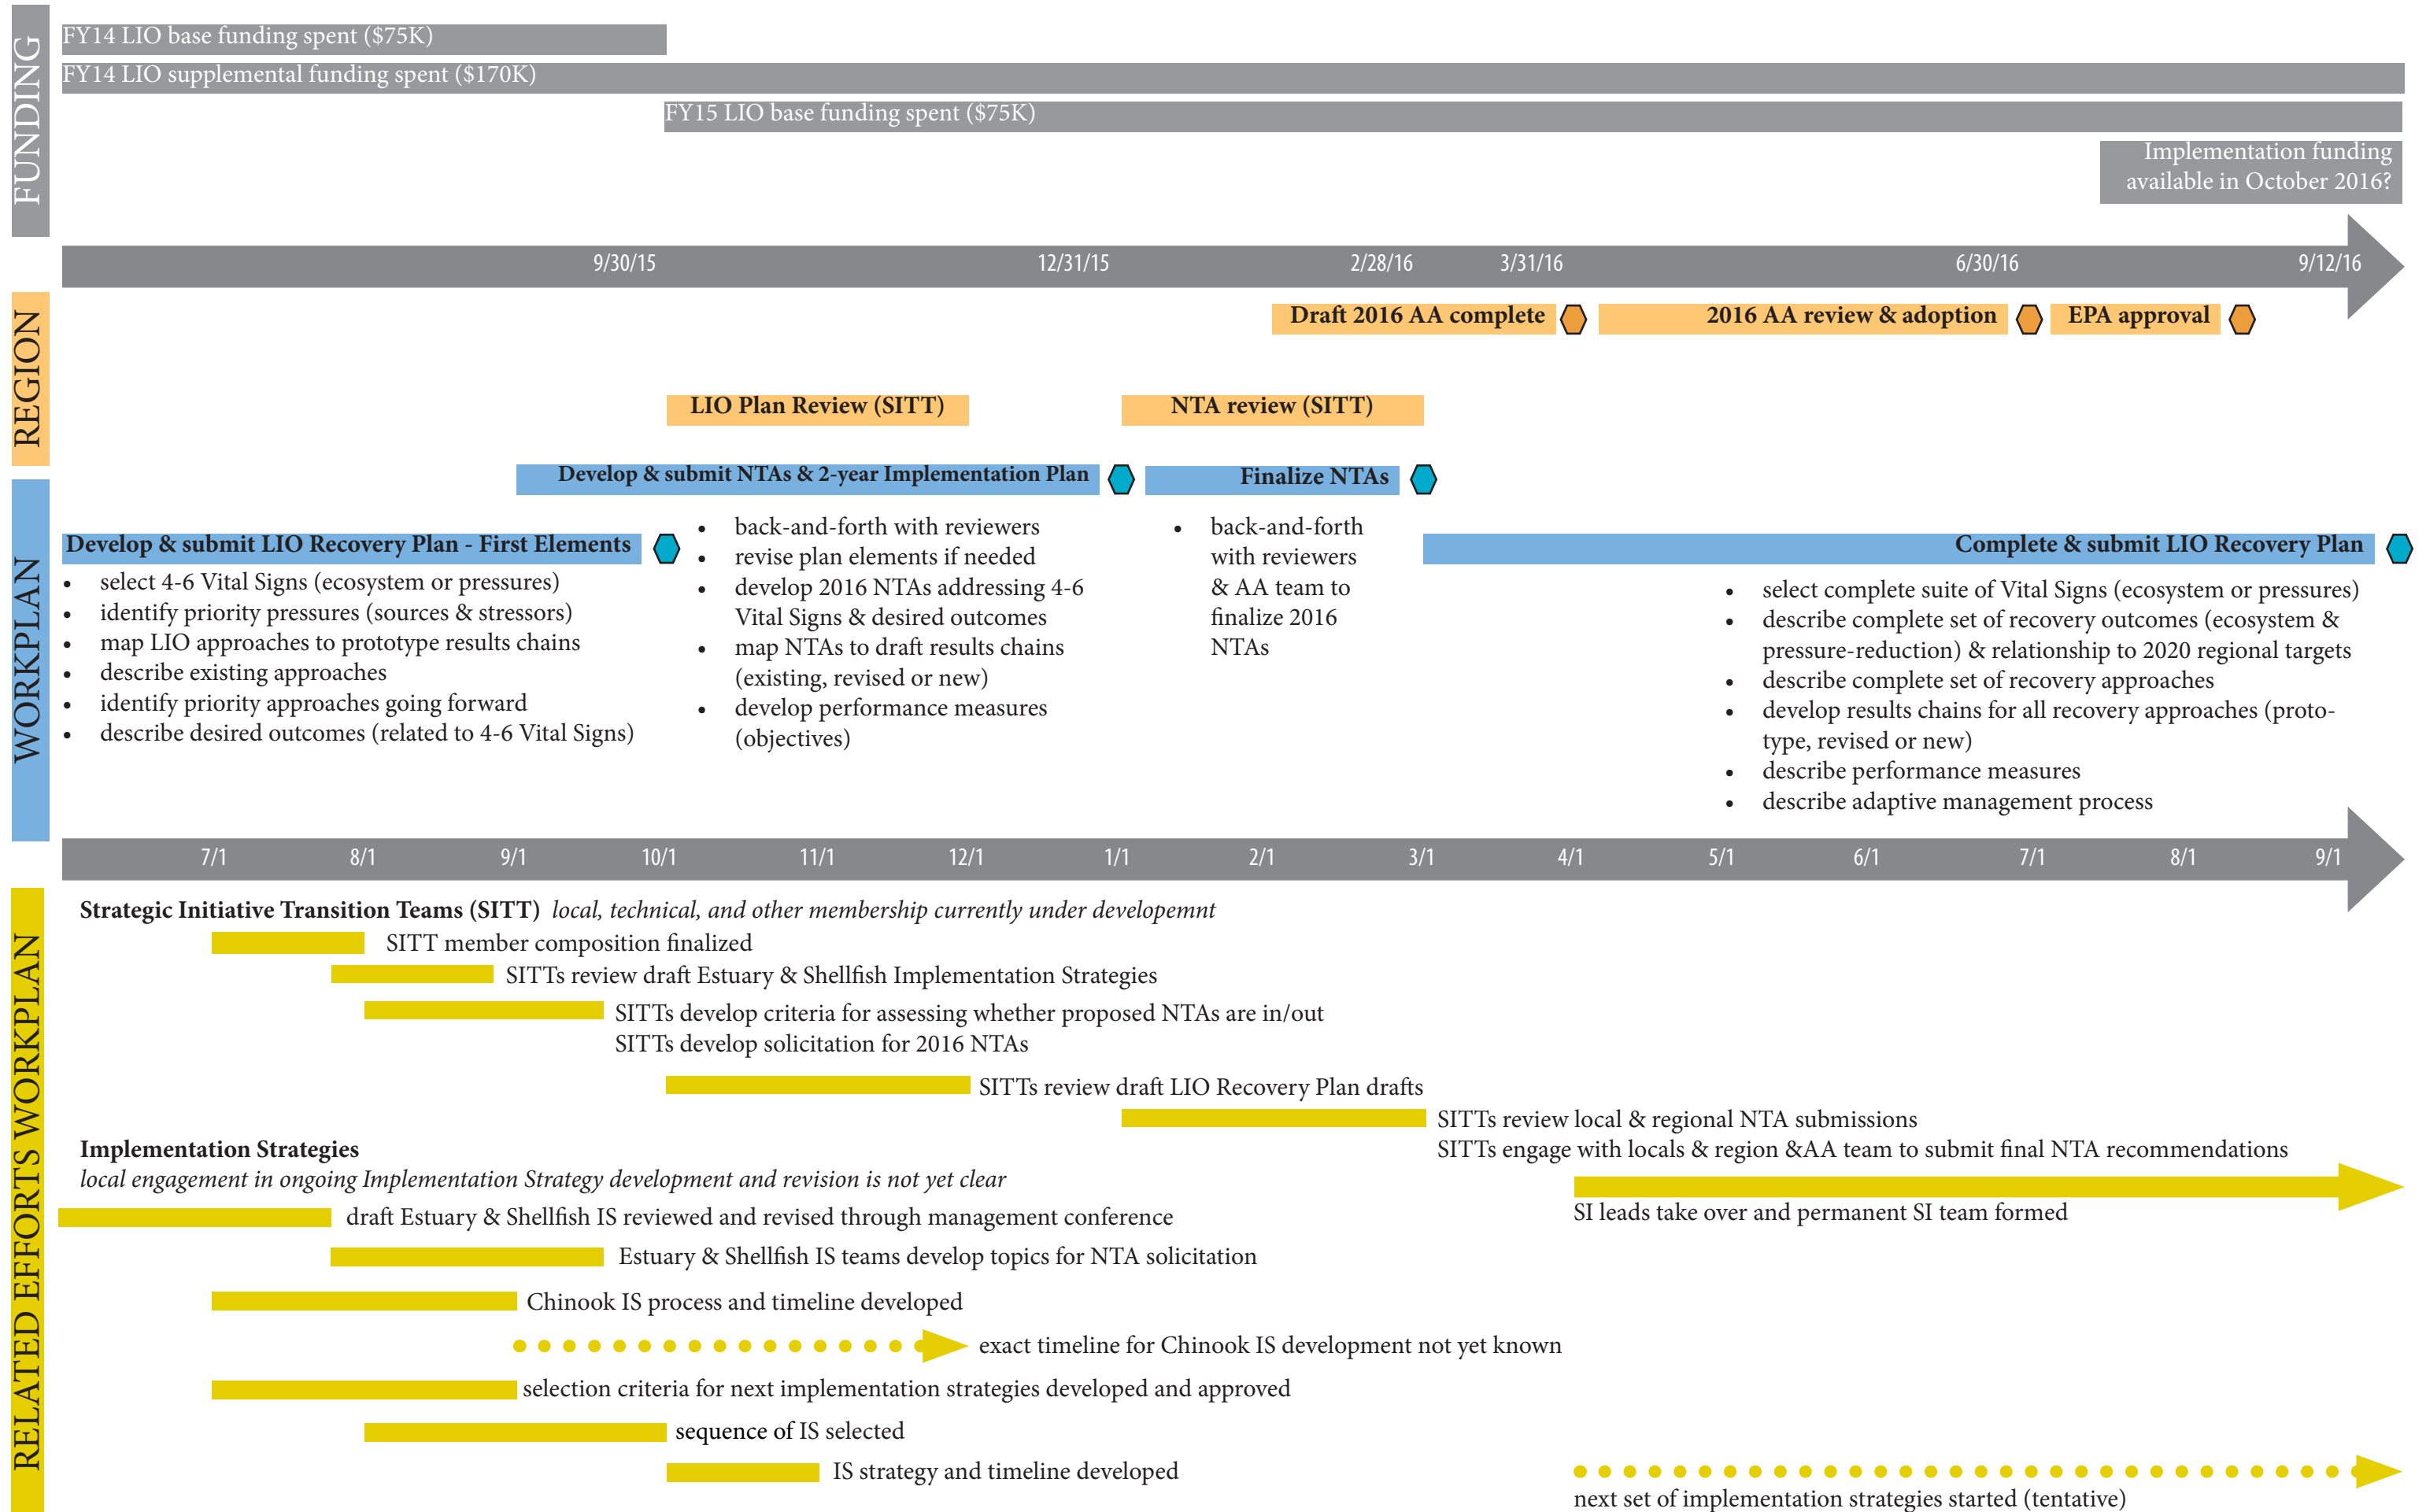 FUNDING
FY14 LIO base funding spent ($75K)
FY14 LIO supplemental funding spent ($170K)
FY15 LIO base funding spent ($75K)
Implementation funding
available in October 2016?
9/30/15
12/31/15
2/28/16
3/31/16
6/30/16
9/12/16
REGION
Draft 2016 AA complete
2016 AA review & adoption
EPA approval
LIO Plan Review (SITT)
NTA review (SITT)
WORKPLAN
Develop & submit NTAs & 2-year Implementation Plan
Finalize NTAs
Develop & submit LIO Recovery Plan - First Elements
• select 4-6 Vital Signs (ecosystem or pressures)
• identify priority pressures (sources & stressors)
• map LIO approaches to prototype results chains
• describe existing approaches
• identify priority approaches going forward
• describe desired outcomes (related to 4-6 Vital Signs)
• back-and-forth with reviewers
• revise plan elements if needed
• develop 2016 NTAs addressing 4-6
Vital Signs & desired outcomes
• map NTAs to draft results chains
(existing, revised or new)
• develop performance measures
(objectives)
• back-and-forth
with reviewers
& AA team to
finalize 2016
NTAs
Complete & submit LIO Recovery Plan
• select complete suite of Vital Signs (ecosystem or pressures)
• describe complete set of recovery outcomes (ecosystem &
pressure-reduction) & relationship to 2020 regional targets
• describe complete set of recovery approaches
• develop results chains for all recovery approaches (proto-
type, revised or new)
• describe performance measures
• describe adaptive management process
7/1
8/1
9/1
10/1
11/1
12/1
1/1
2/1
3/1
4/1
5/1
6/1
7/1
8/1
9/1
RELATED EFFORTS WORKPLAN
Strategic Initiative Transition Teams (SITT) local, technical, and other membership currently under developemnt
SITT member composition finalized
SITTs review draft Estuary & Shellfish Implementation Strategies
SITTs develop criteria for assessing whether proposed NTAs are in/out
SITTs develop solicitation for 2016 NTAs
SITTs review draft LIO Recovery Plan drafts
SITTs review local & regional NTA submissions
SITTs engage with locals & region &AA team to submit final NTA recommendations
SI leads take over and permanent SI team formed
Implementation Strategies
local engagement in ongoing Implementation Strategy development and revision is not yet clear
draft Estuary & Shellfish IS reviewed and revised through management conference
Estuary & Shellfish IS teams develop topics for NTA solicitation
Chinook IS process and timeline developed
exact timeline for Chinook IS development not yet known
selection criteria for next implementation strategies developed and approved
sequence of IS selected
IS strategy and timeline developed
next set of implementation strategies started (tentative)